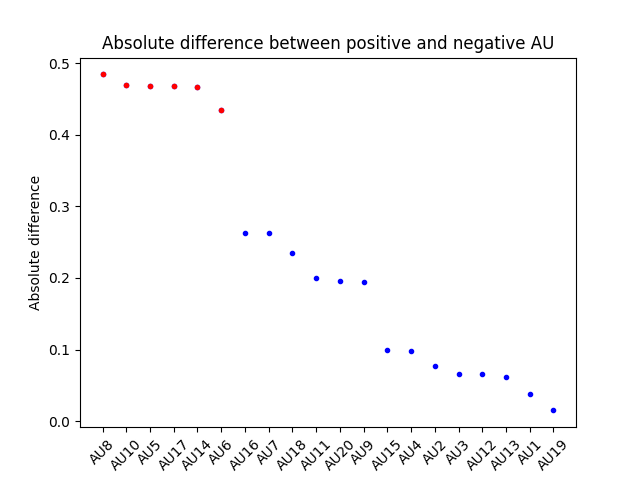 Absolute difference between positive and negative AU
Absolute difference
0.5
0.4
0.3
0.2
0.1
0.0
AU8 AU10 AU5 AU17 AU14 AU6 AU16 AU7 AU18 AU11 AU20 AU9 AU15 AU4 AU2 AU3 AU12 AU13 AU1 AU19